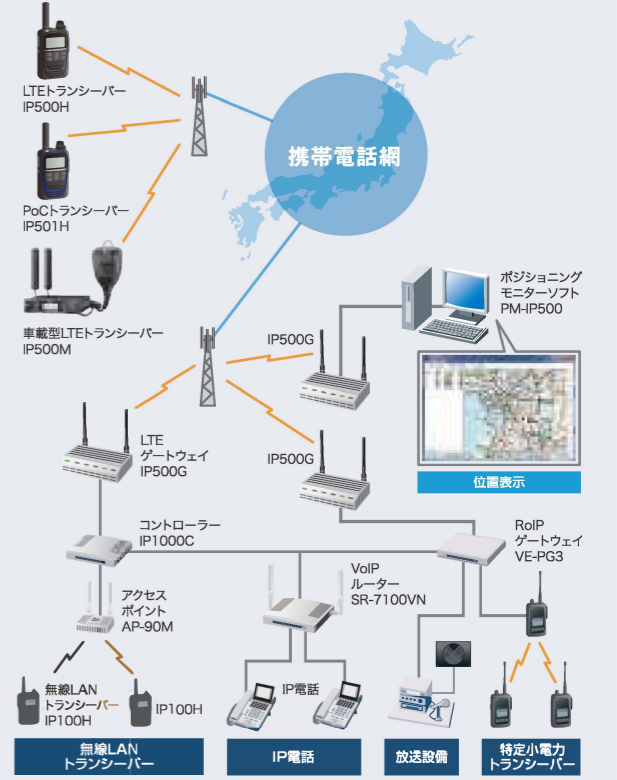 LTEトランシーバー
IP500H
携帯電話網
PoCトランシーバー
IP501H
車載型LTEトランシーバー
IP500M
ポジショニング
モニターソフト
PM-IP500
IP500G
位置表示
LTE
ゲートウェイ
IP500G
IP500G
コントローラー
IP1000C
RoIP
ゲートウェイ
VE-PG3
VoIP
ルーター
SR-7100VN
アクセス
ポイント
AP-90M
無線LAN
トランシーバー
IP100H
IP100H
IP電話
無線LAN
トランシーバー
IP電話
放送設備
特定小電力
トランシーバー